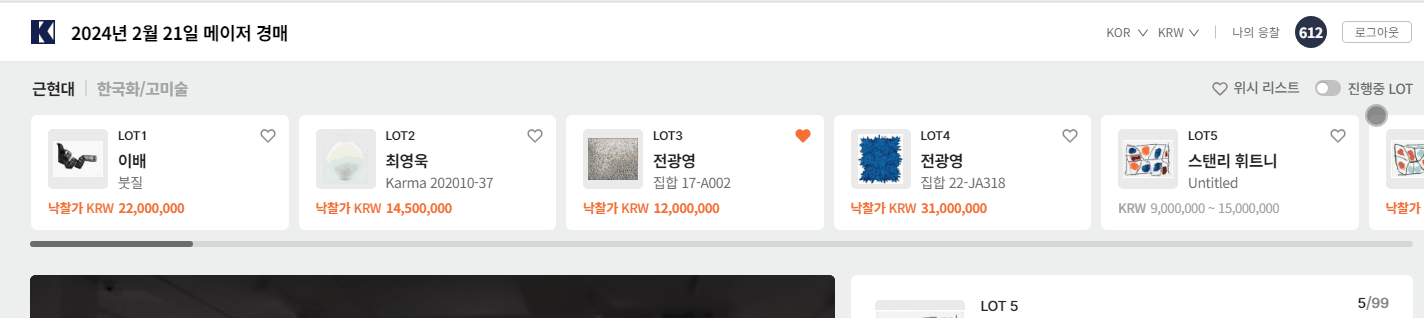 K 2024년 2월 21일 메이저 경매 KOR KRW 나의 응찰 612 로그아웃
근현대 한국화/고미술 위시 리스트 진행중 LOT
LOT1
이배
붓질
낙찰가 KRW 22,000,000
LOT2
최영욱
Karma 202010-37
낙찰가 KRW 14,500,000
LOT3
전광영
집합 17-A002
낙찰가 KRW 12,000,000
LOT4
전광영
집합 22-JA318
낙찰가 KRW 31,000,000
LOT5
스탠리 휘트니
Untitled
KRW 9,000,000 ~ 15,000,000
낙찰가
LOT 5 5/99